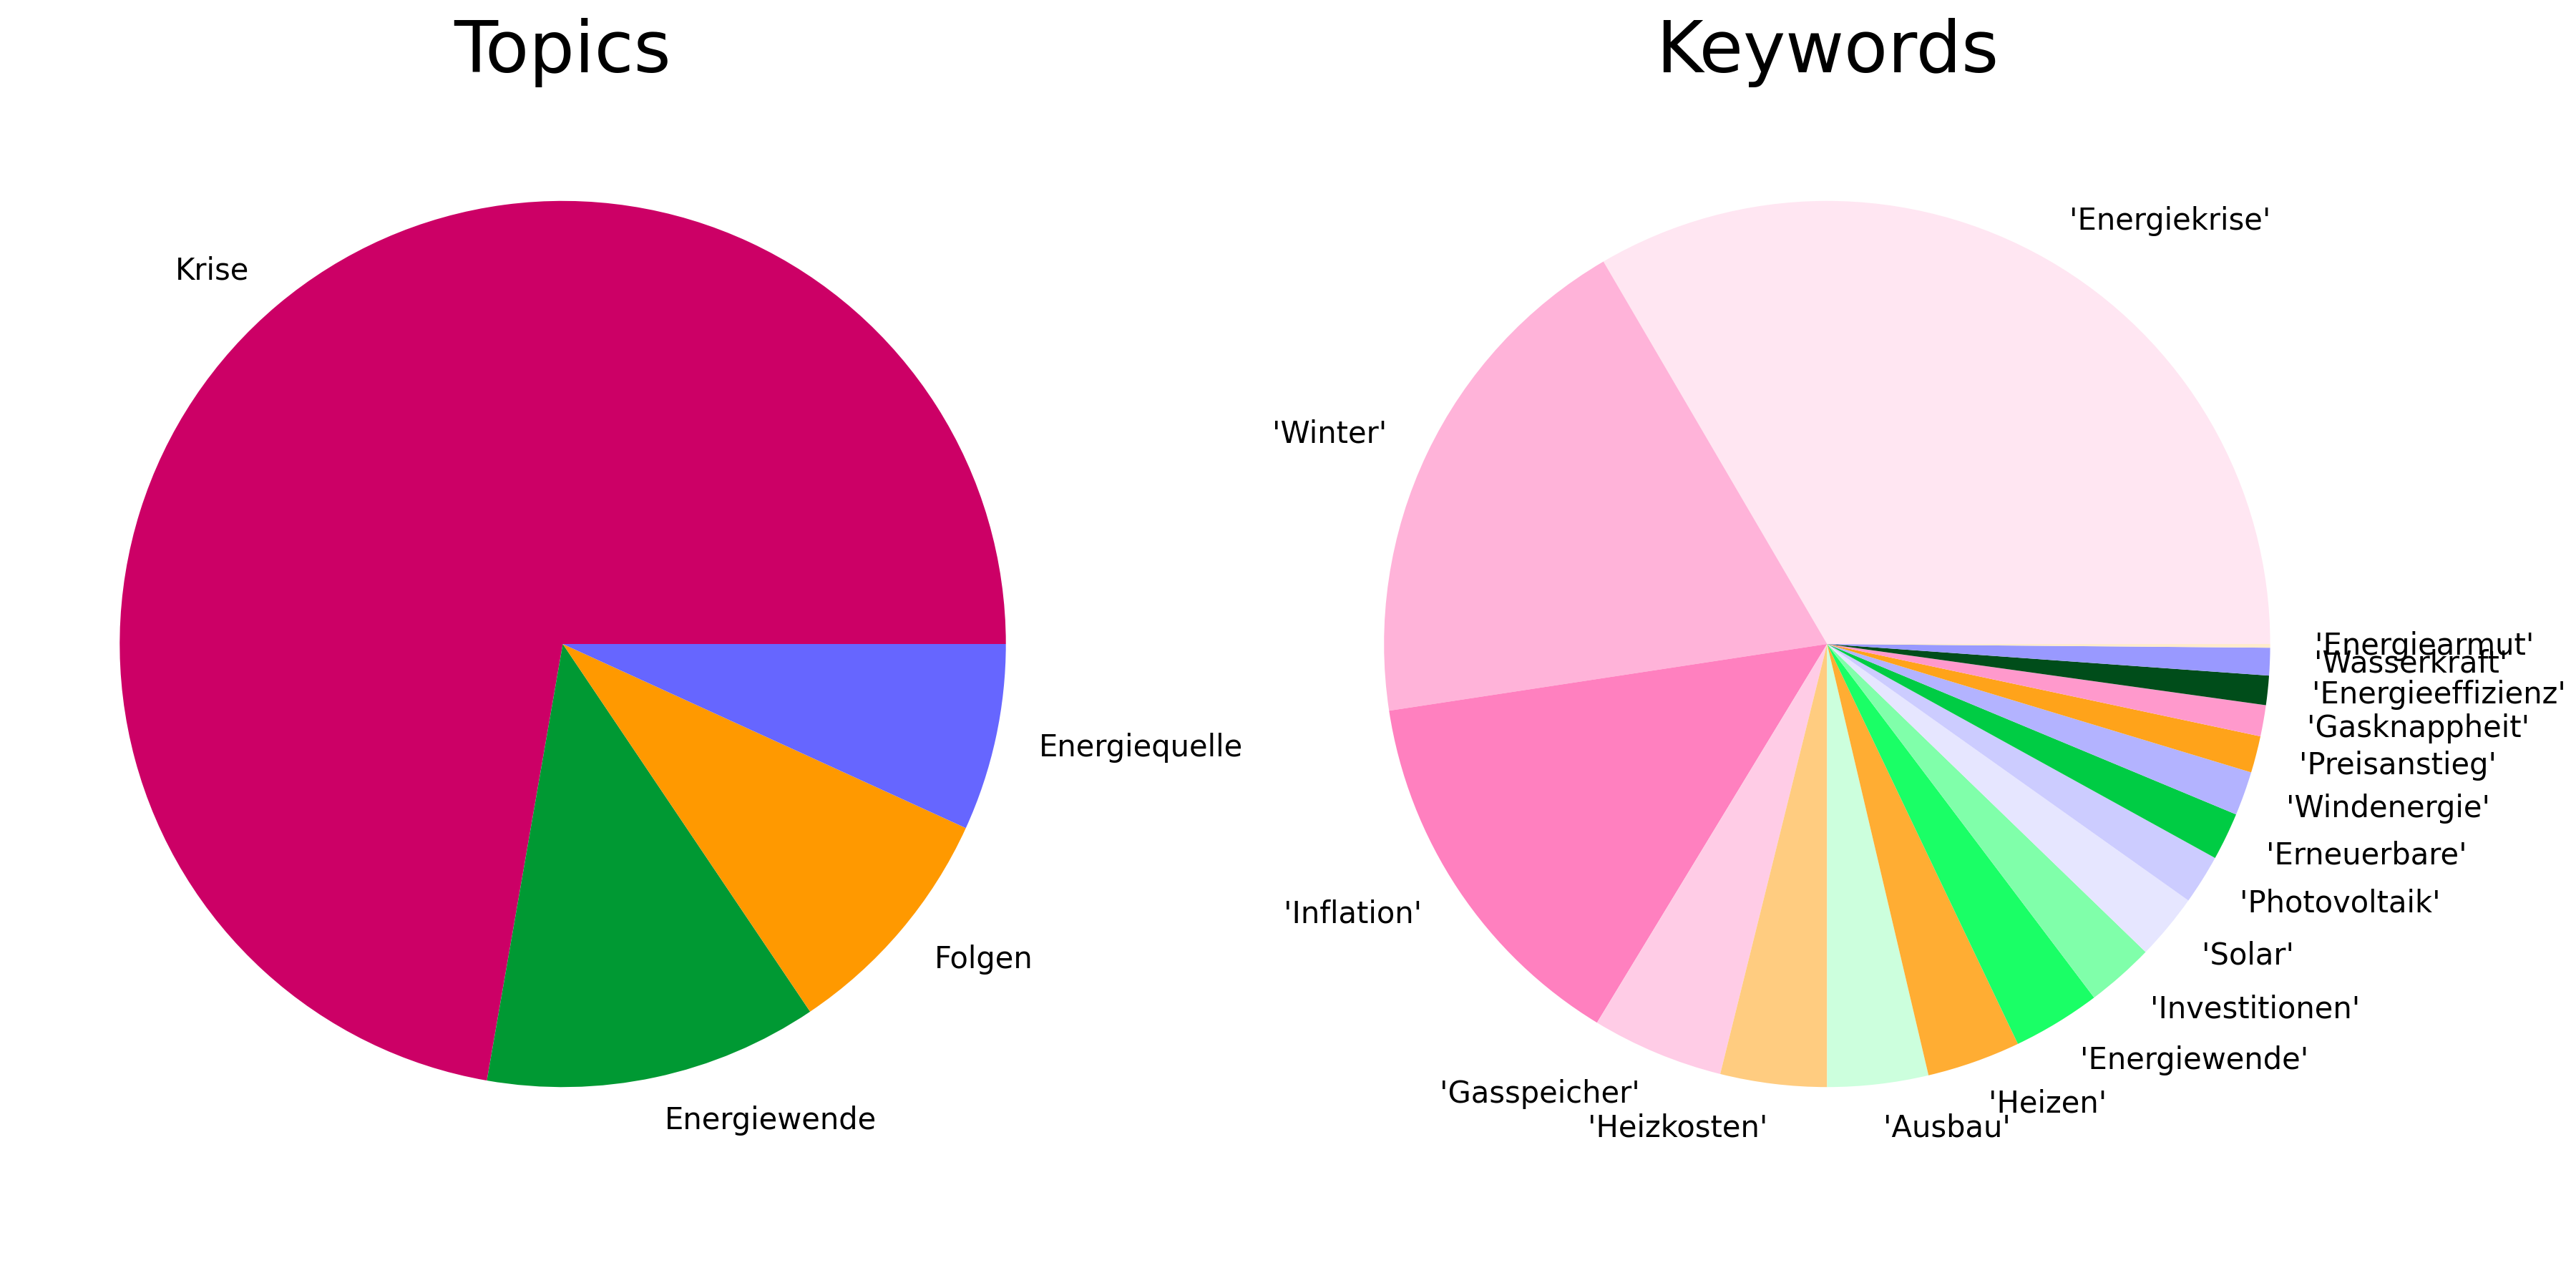 Topics
Krise
Energiequelle
Folgen
Energiewende
Keywords
'Energiekrise'
'Winter'
'Inflation'
'Gasspeicher'
'Heizkosten'
'Ausbau'
'Heizen'
'Energiewende'
'Investitionen'
'Solar'
'Photovoltaik'
'Erneuerbare'
'Windenergie'
'Preisanstieg'
'Gasknappheit'
'Energieeffizienz'
'Wasserkraft'
'Energiearmut'